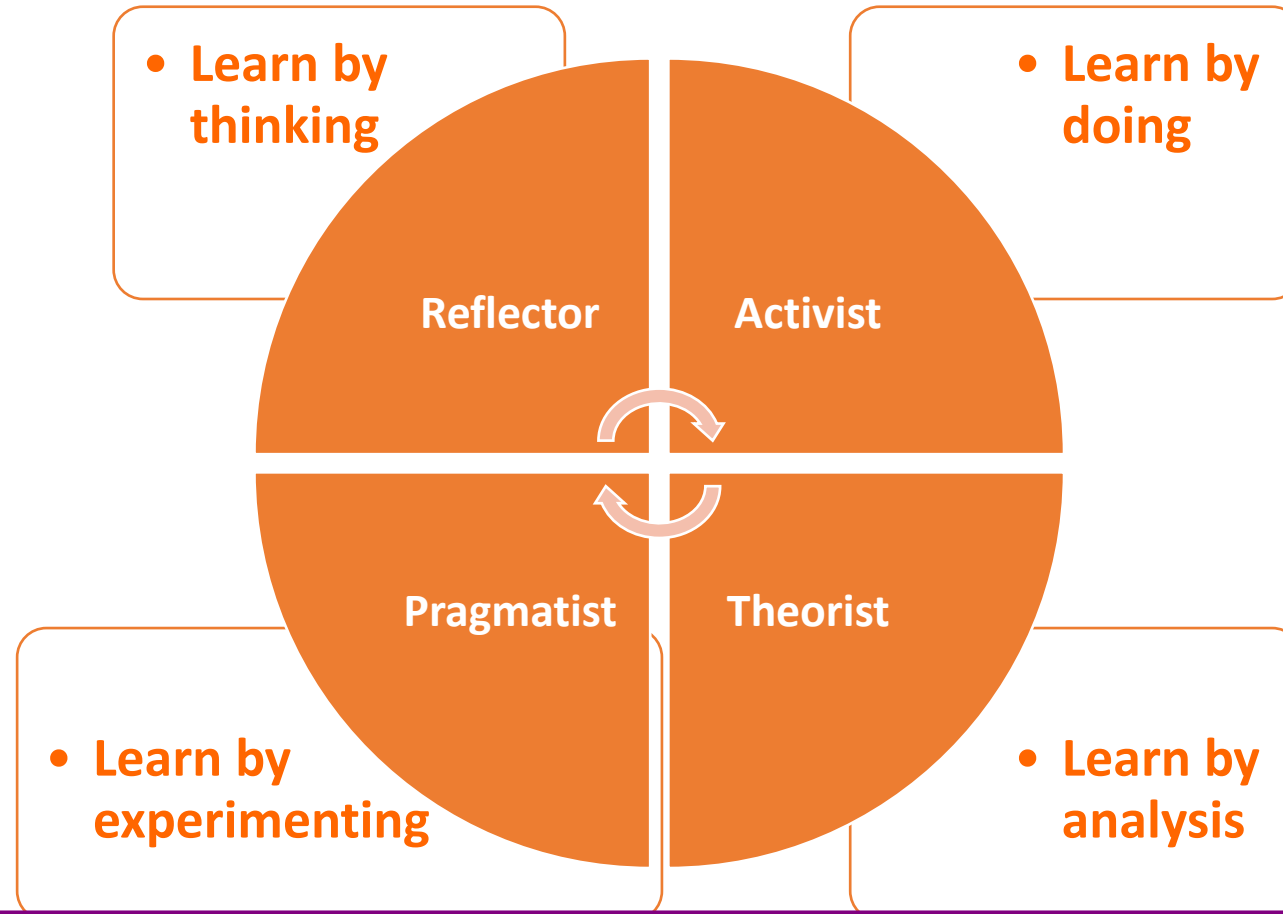 • Learn by
thinking
• Learn by
doing
Reflector
Activist
Pragmatist
Theorist
• Learn by
experimenting
• Learn by
analysis